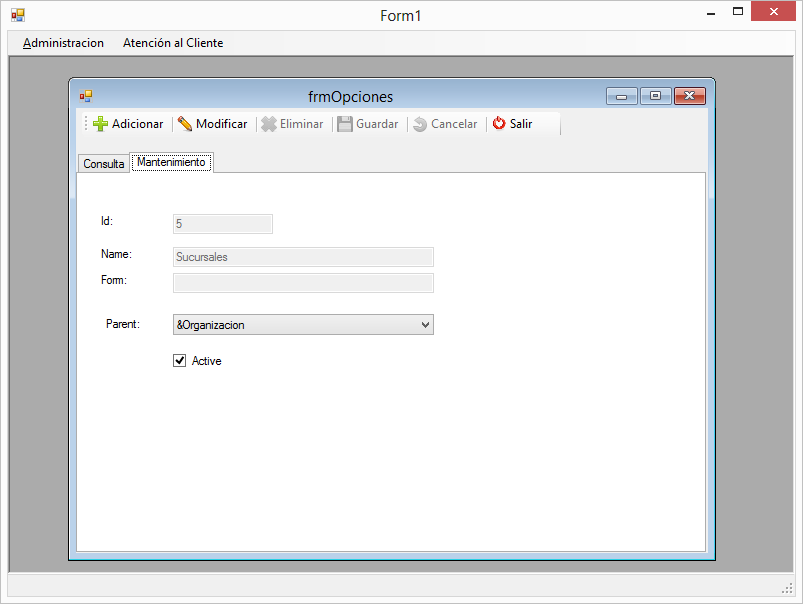 Form1
Administracion Atención al Cliente
frmOpciones
Adicionar Modificar Eliminar Guardar Cancelar Salir
Consulta Mantenimiento
Id: 5
Name: Sucursales
Form:
Parent: &Organizacion
Active